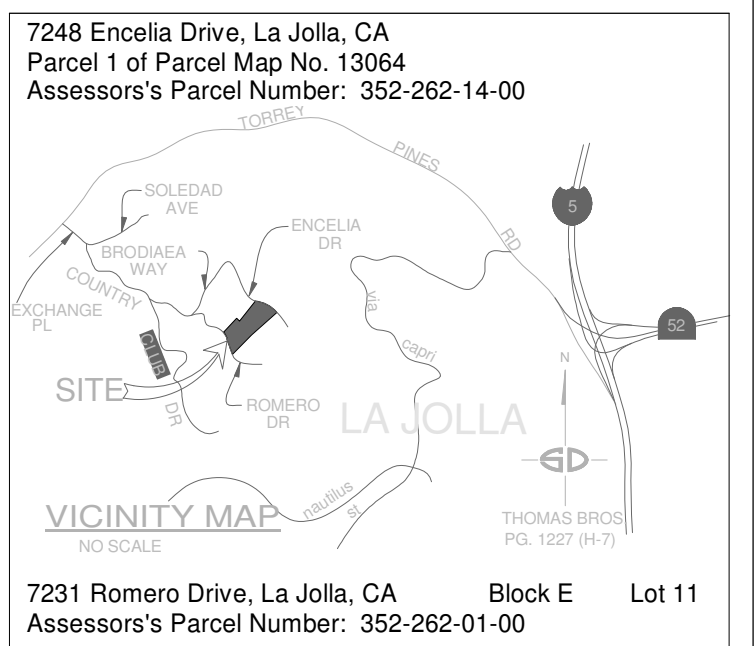 7248 Encelia Drive, La Jolla, CA
Parcel 1 of Parcel Map No. 13064
Assessors's Parcel Number: 352-262-14-00
TORREY
PINES
RD
SOLEDAD
AVE
ENCELIA
DR
5
BRODIAEA
WAY
COUNTRY
via
EXCHANGE
PL
52
CLUB
capri
N
SITE
DR
ROMERO
DR
LA JOLLA
SD
nautilus
st
VICINITY MAP
NO SCALE
THOMAS BROS
PG. 1227 (H-7)
7231 Romero Drive, La Jolla, CA Block E Lot 11
Assessors's Parcel Number: 352-262-01-00